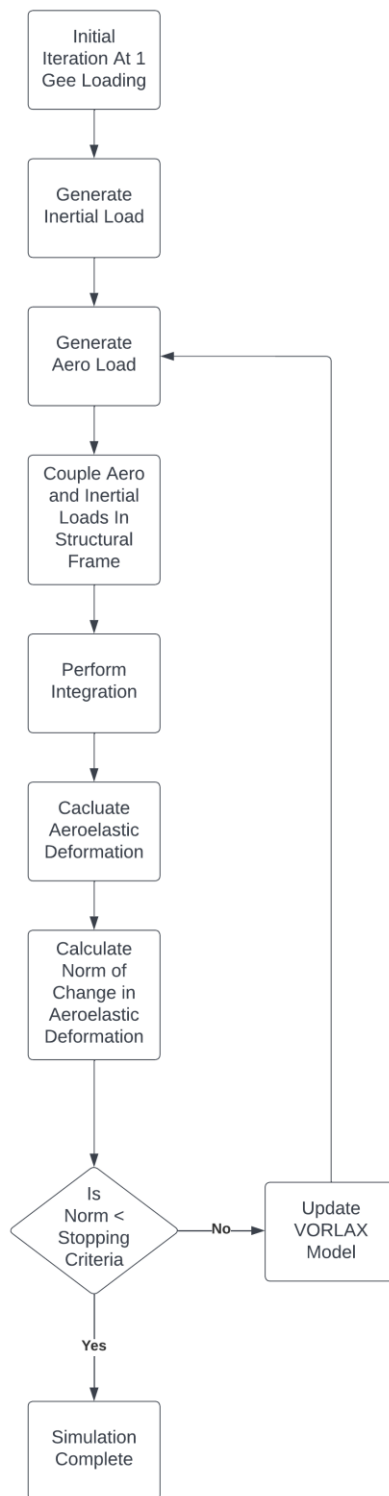 Initial
Iteration At 1
Gee Loading
Generate
Inertial Load
Generate
Aero Load
Couple Aero
and Inertial
Loads In
Structural
Frame
Perform
Integration
Cacluate
Aeroelastic
Deformation
Calculate
Norm of
Change in
Aeroelastic
Deformation
Is
Norm <
Stopping
Criteria
No
Update
VORLAX
Model
Yes
Simulation
Complete